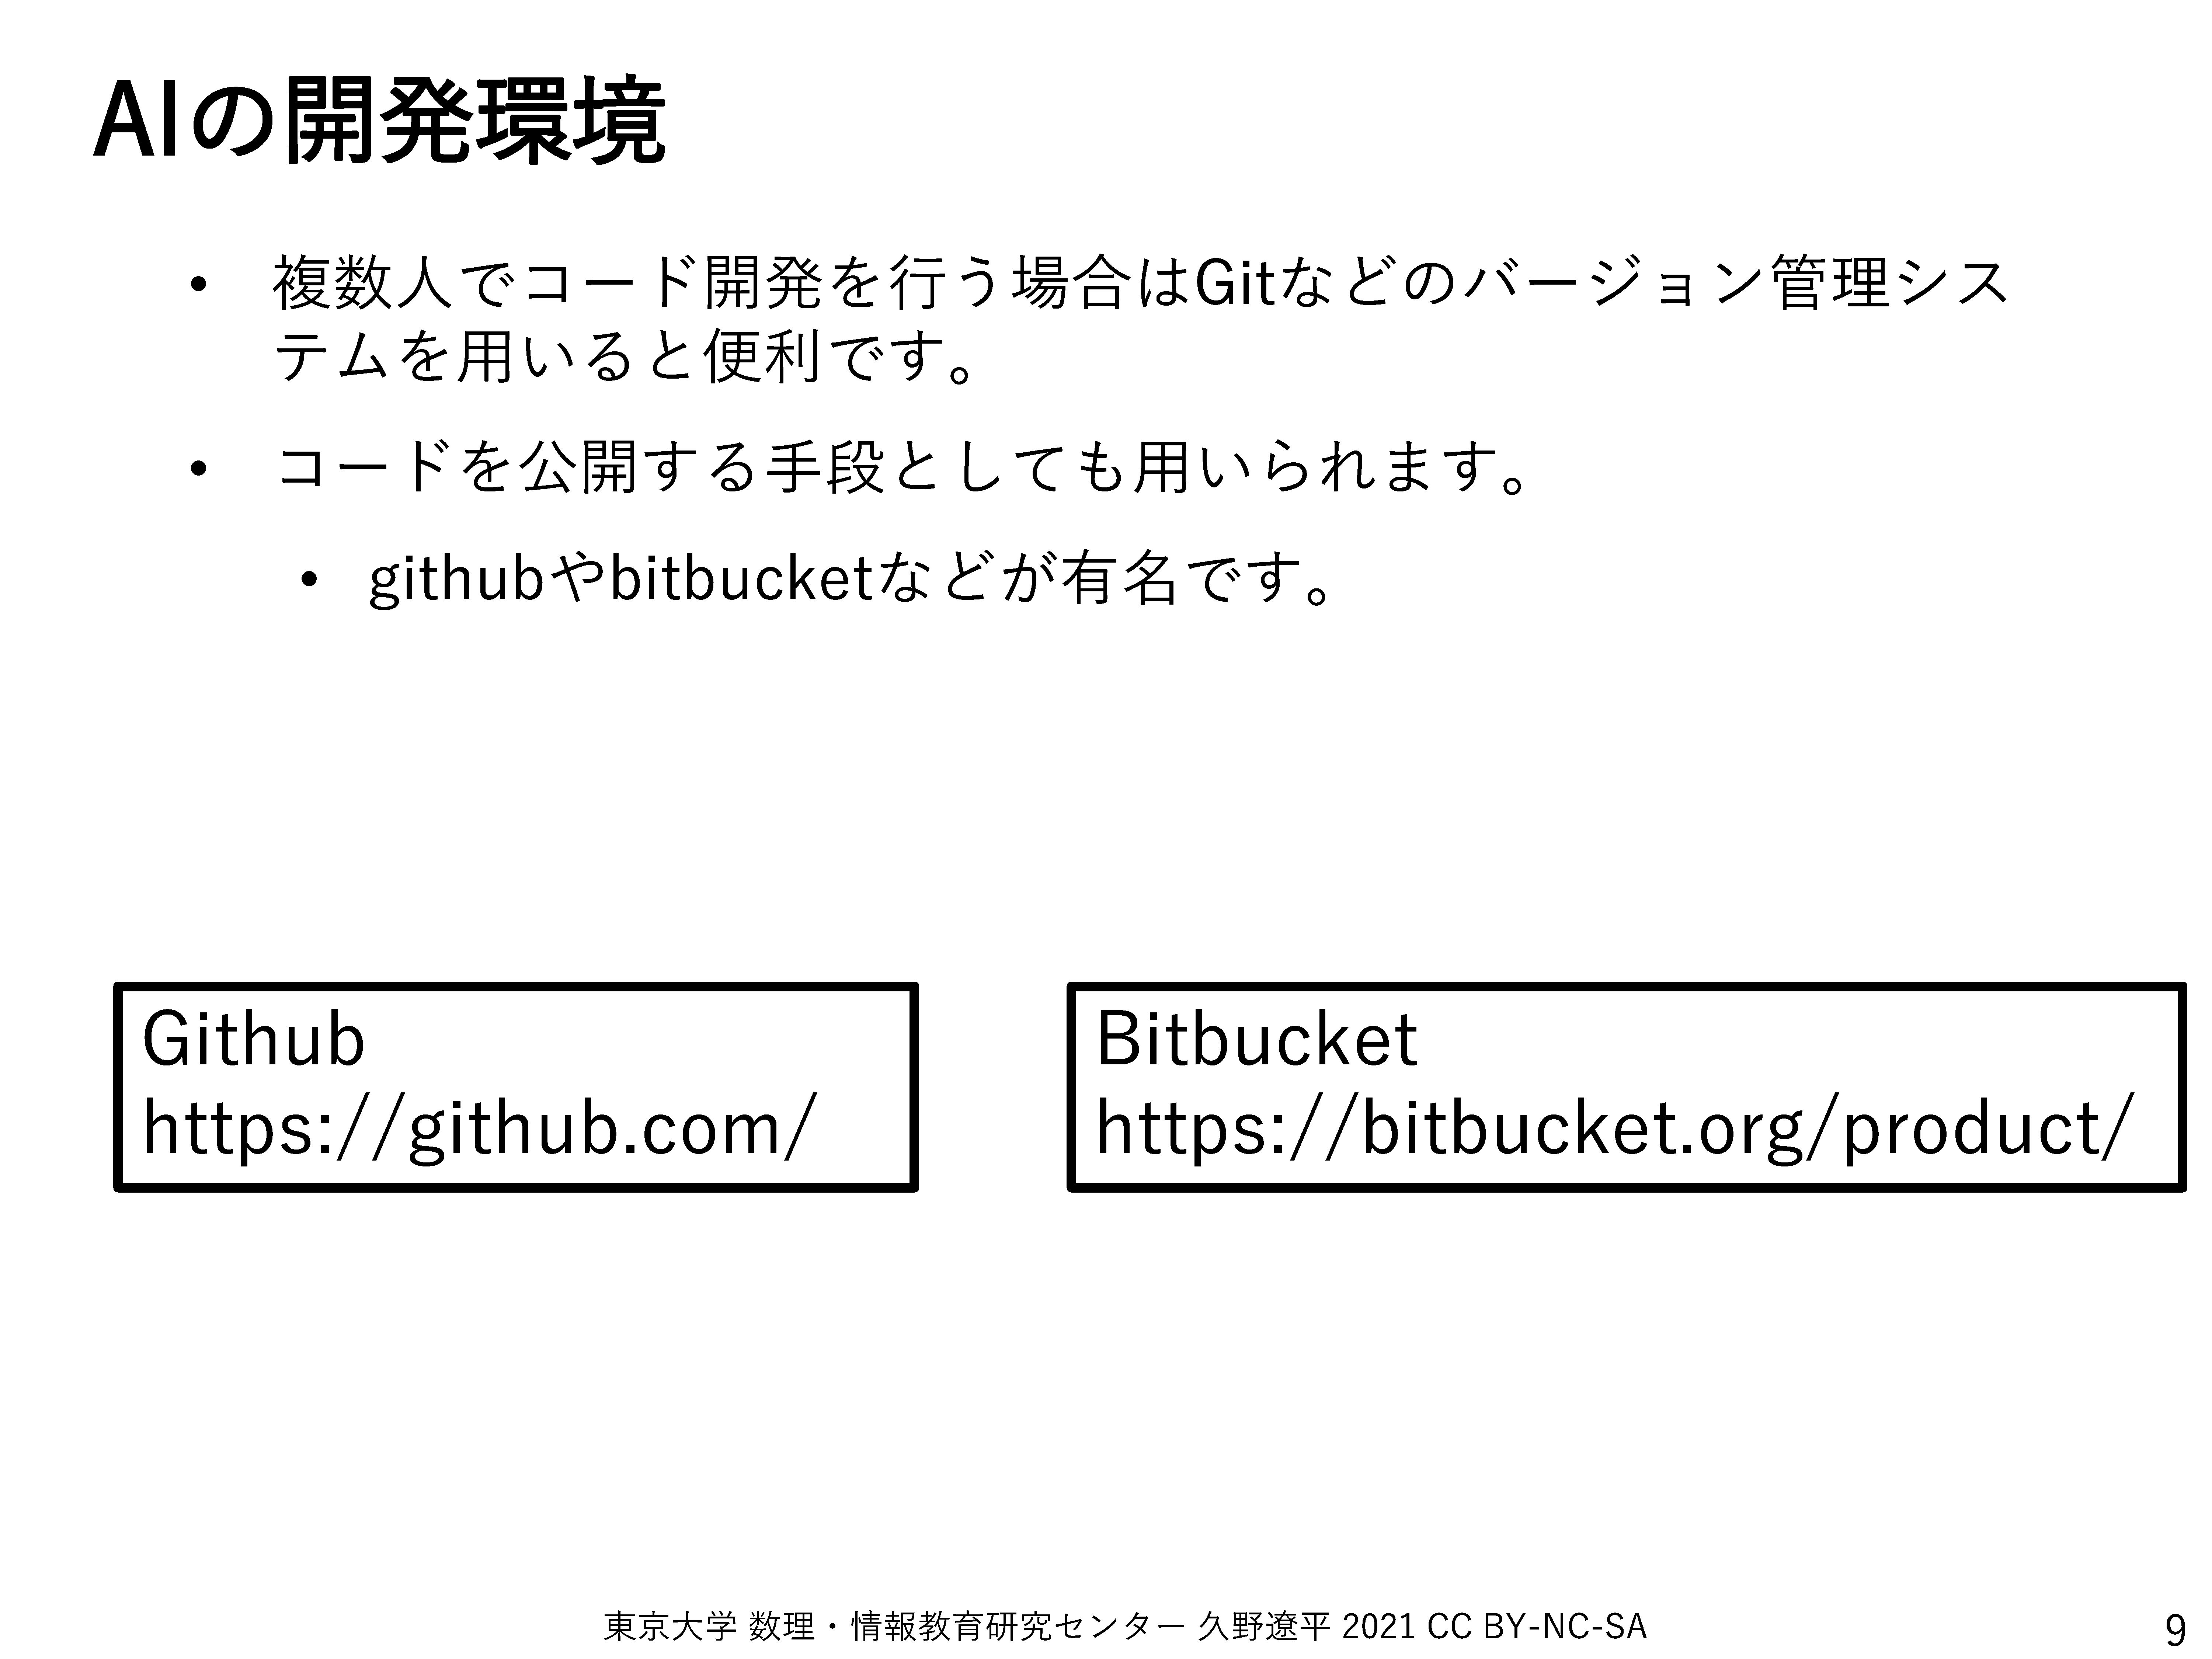 AIの開発環境
• 複数人でコード開発を行う場合はGitなどのバージョン管理シス
テムを用いると便利です。
• コードを公開する手段としても用いられます。
• githubやbitbucketなどが有名です。
Github
https://github.com/
Bitbucket
https://bitbucket.org/product/
東京大学 数理・情報教育研究センター 久野遼平 2021 CC BY-NC-SA
9